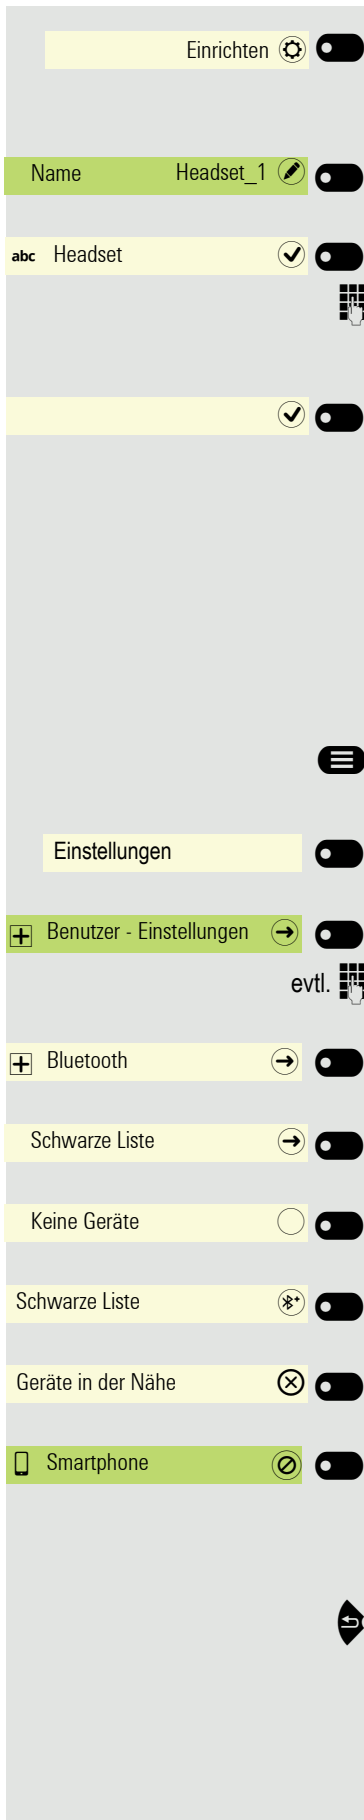 Einrichten
Name Headset_1
abc Headset
Einstellungen
Benutzer - Einstellungen
evtl.
Bluetooth
Schwarze Liste
Keine Geräte
Schwarze Liste
Geräte in der Nähe
Smartphone